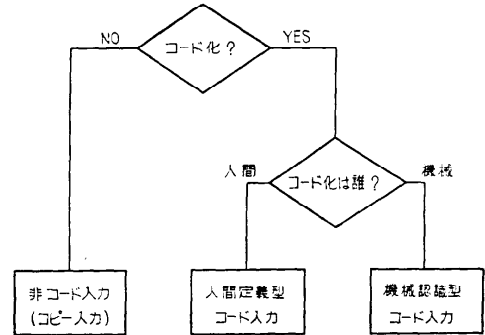 コード化？
NO
YES
コード化は誰？
人間
機械
非コード入力
(コピー入力)
人間定義型
コード入力
機械認識型
コード入力